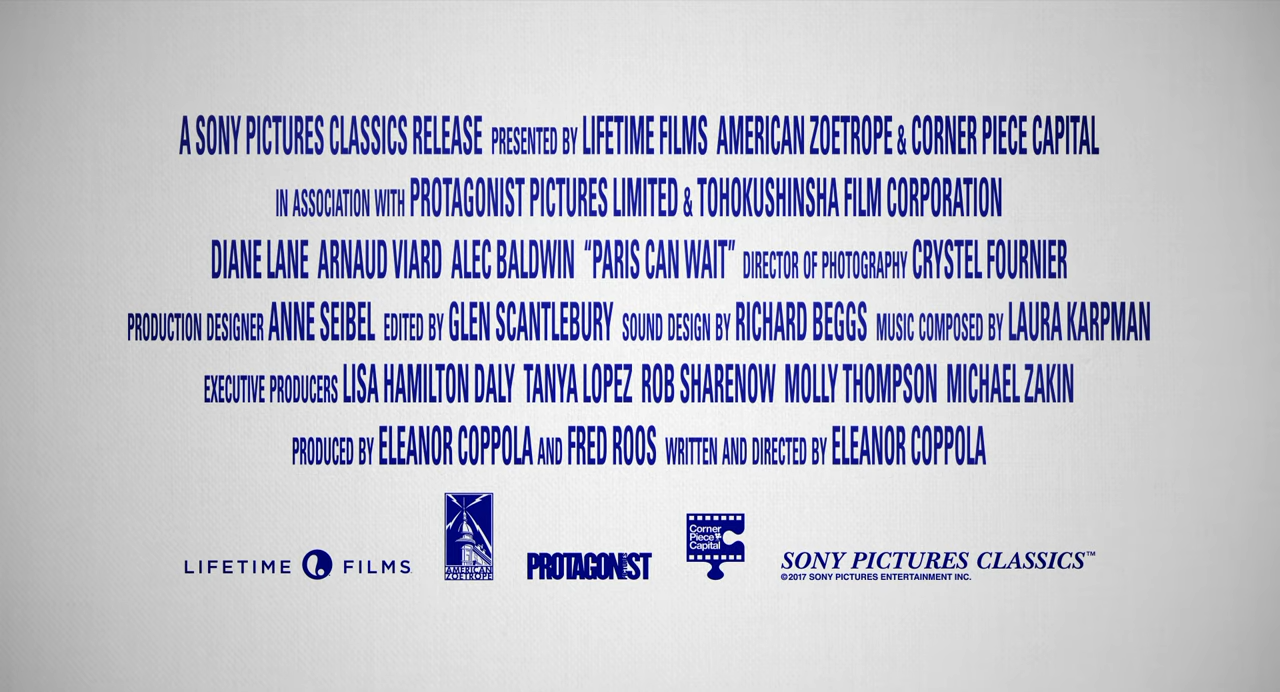 A SONY PICTURES CLASSICS RELEASE PRESENTED BY LIFETIME FILMS AMERICAN ZOETROPE & CORNER PIECE CAPITAL
IN ASSOCIATION WITH PROTAGONIST PICTURES LIMITED & TOHOKUSHINSHA FILM CORPORATION
DIANE LANE ARNAUD VIARD ALEC BALDWIN “PARIS CAN WAIT” DIRECTOR OF PHOTOGRAPHY CRYSTEL FOURNIER
PRODUCTION DESIGNER ANNE SEIBEL EDITED BY GLEN SCANTLEBURY SOUND DESIGN BY RICHARD BEGGS MUSIC COMPOSED BY LAURA KARPMAN
EXECUTIVE PRODUCERS LISA HAMILTON DALY TANYA LOPEZ ROB SHARENOW MOLLY THOMPSON MICHAEL ZAKIN
PRODUCED BY ELEANOR COPPOLA AND FRED ROOS WRITTEN AND DIRECTED BY ELEANOR COPPOLA
LIFETIME FILMS
AMERICAN
ZOETROPE
PROTAGONIST
Corner
Piece
Capital
SONY PICTURES CLASSICS™
©2017 SONY PICTURES ENTERTAINMENT INC.